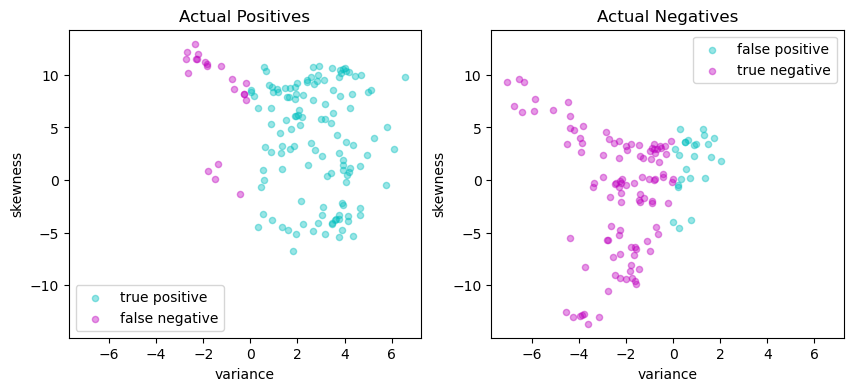 Actual Positives
skewness
10
5
0
−5
−10
true positive
false negative
−6 −4 −2 0 2 4 6
variance
Actual Negatives
skewness
10
5
0
−5
−10
false positive
true negative
−6 −4 −2 0 2 4 6
variance